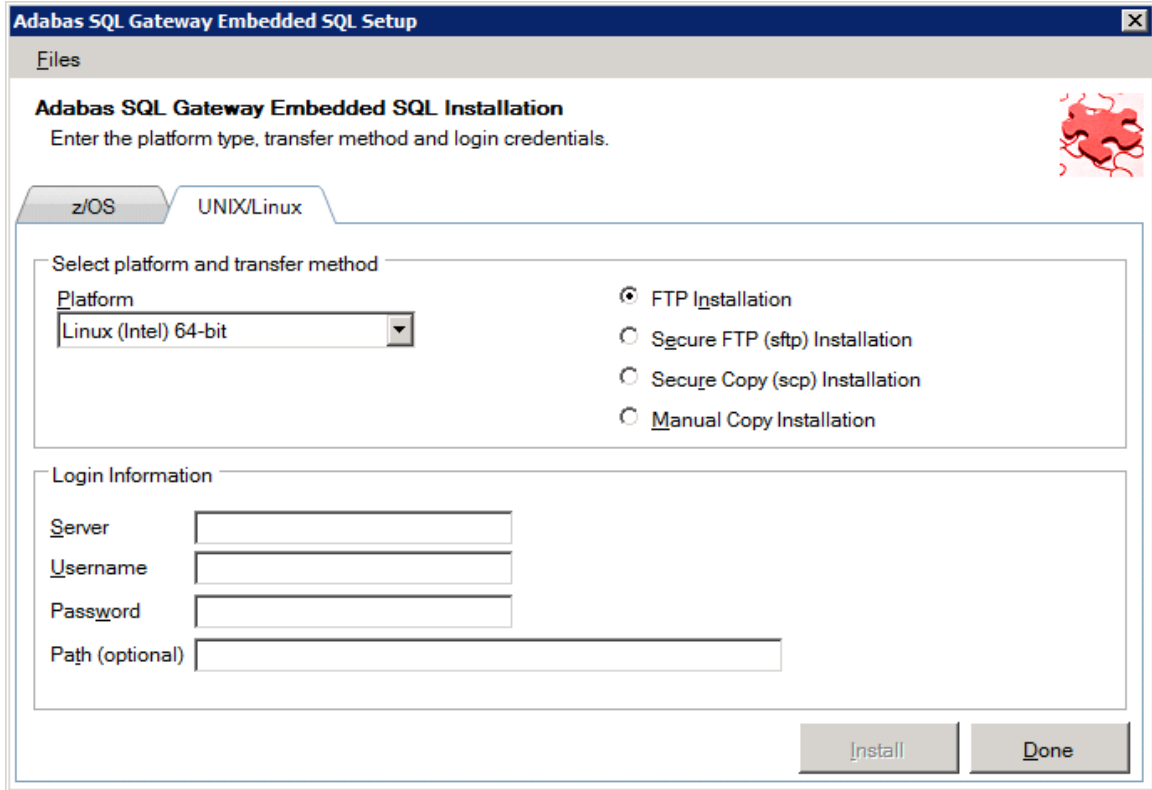 Adabas SQL Gateway Embedded SQL Setup
Files
Adabas SQL Gateway Embedded SQL Installation
Enter the platform type, transfer method and login credentials.
z/OS UNIX/Linux
Select platform and transfer method
Platform
Linux (Intel) 64-bit
FTP Installation
Secure FTP (sftp) Installation
Secure Copy (scp) Installation
Manual Copy Installation
Login Information
Server
Username
Password
Path (optional)
Install Done